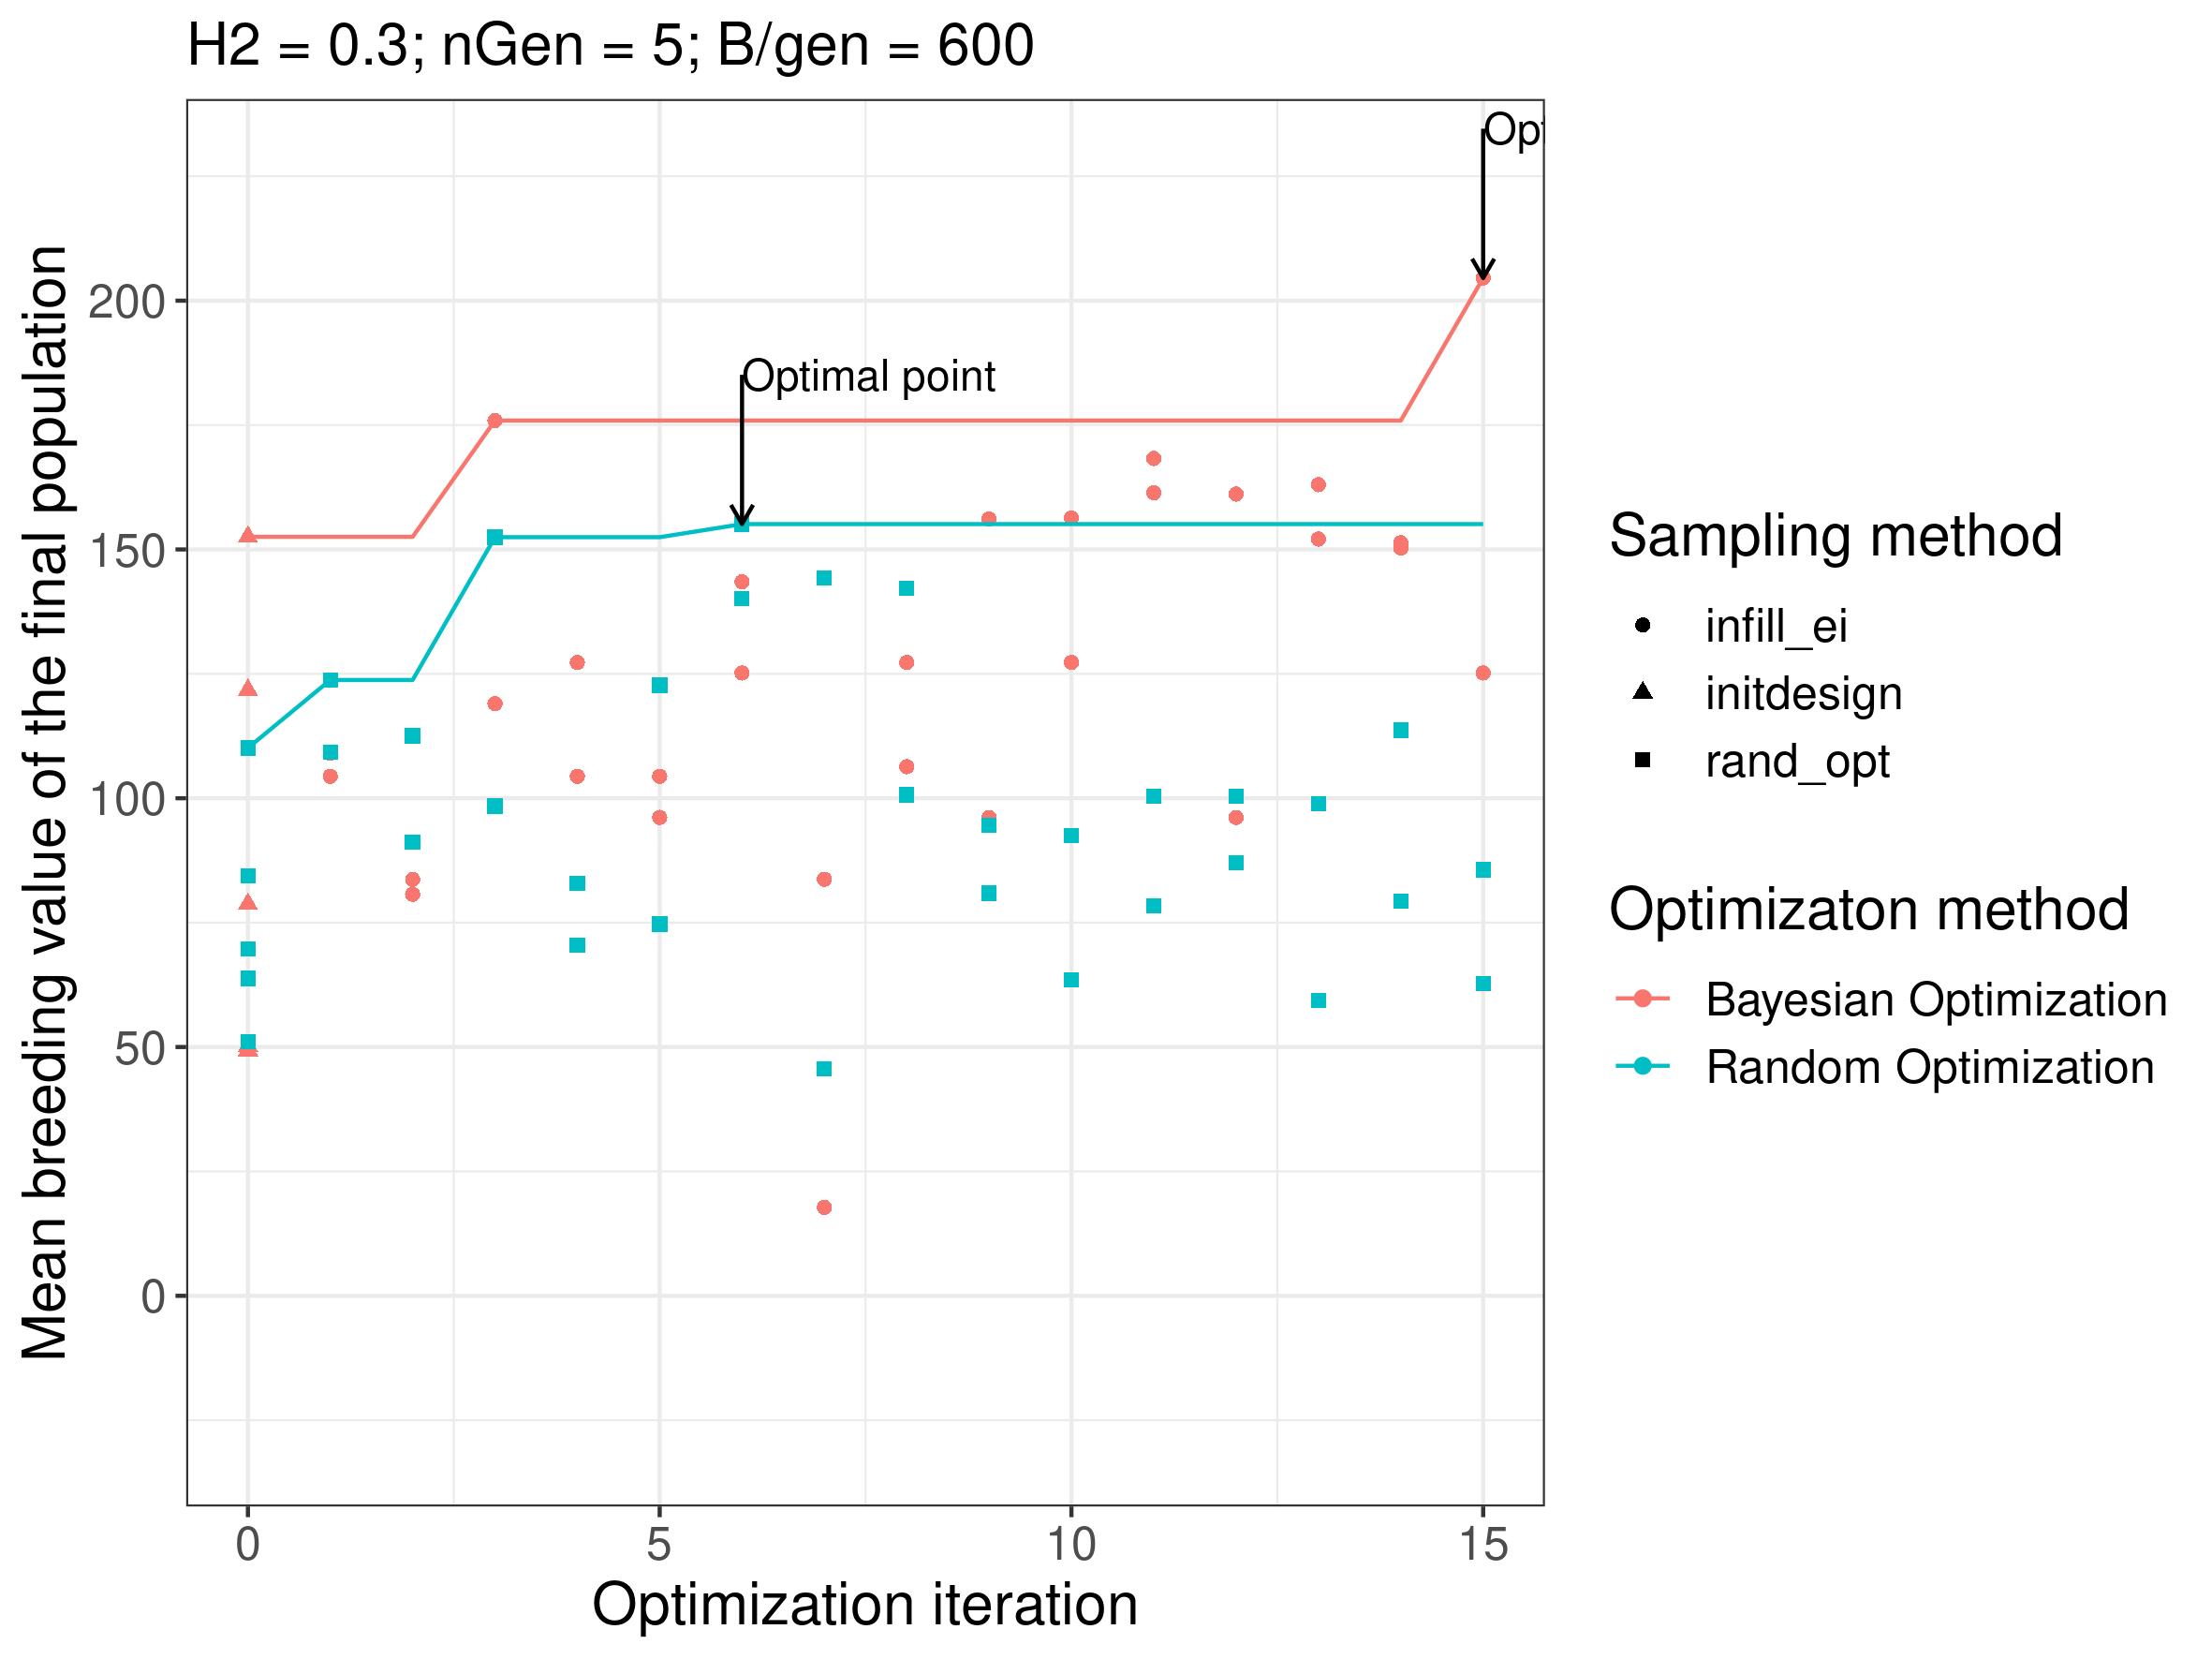 H2 = 0.3; nGen = 5; B/gen = 600
Mean breeding value of the final population
200
150
100
50
0
Optimal point
0
5
10
15
Optimization iteration
Sampling method
infill_ei
initdesign
rand_opt
Optimizaton method
Bayesian Optimization
Random Optimization